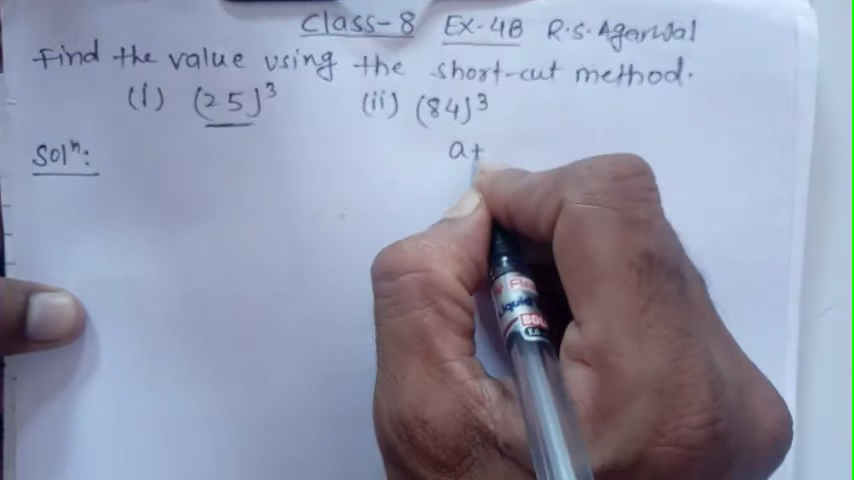 Class-8 EX-4B R.S. Agarwal
Find the value using the short-cut method.
(i) (25)³ (ii) (84)³
a+
Solⁿ: